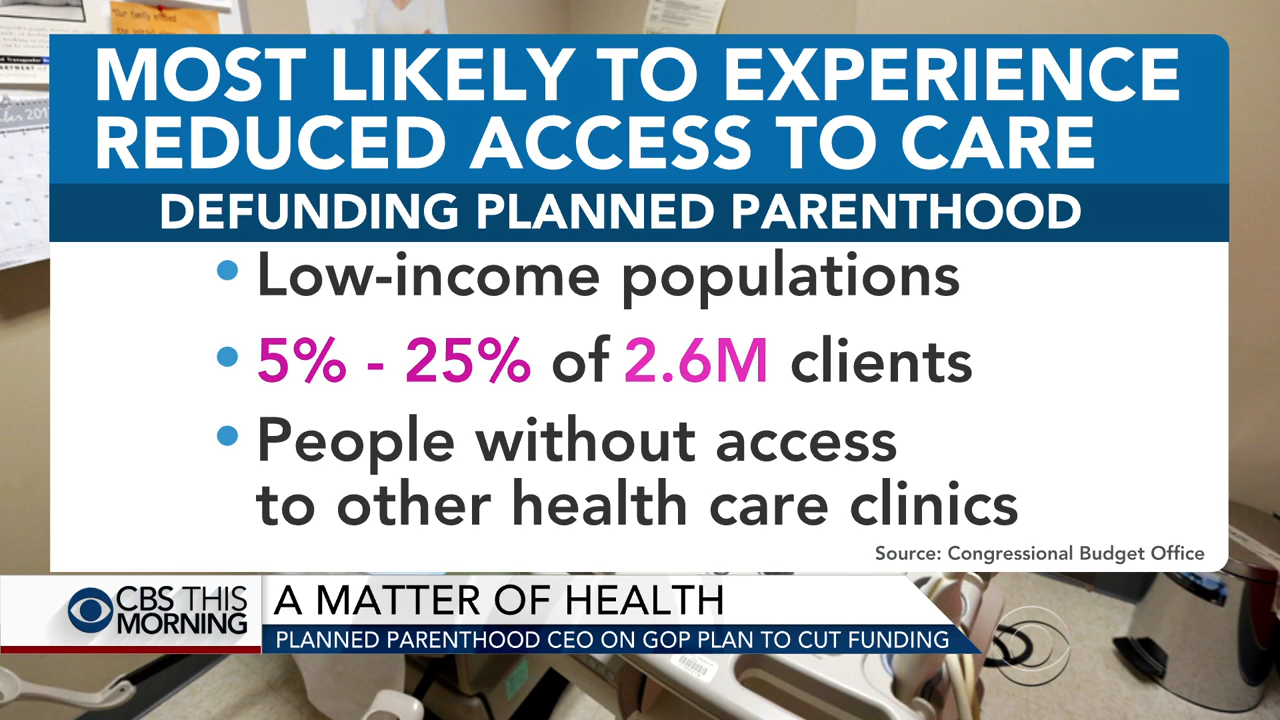 "Our family
MOST LIKELY TO EXPERIENCE
REDUCED ACCESS TO CARE
DEFUNDING PLANNED PARENTHOOD
• Low-income populations
• 5% - 25% of 2.6M clients
• People without access
to other health care clinics
Source: Congressional Budget Office
CBS THIS
MORNING
A MATTER OF HEALTH
PLANNED PARENTHOOD CEO ON GOP PLAN TO CUT FUNDING